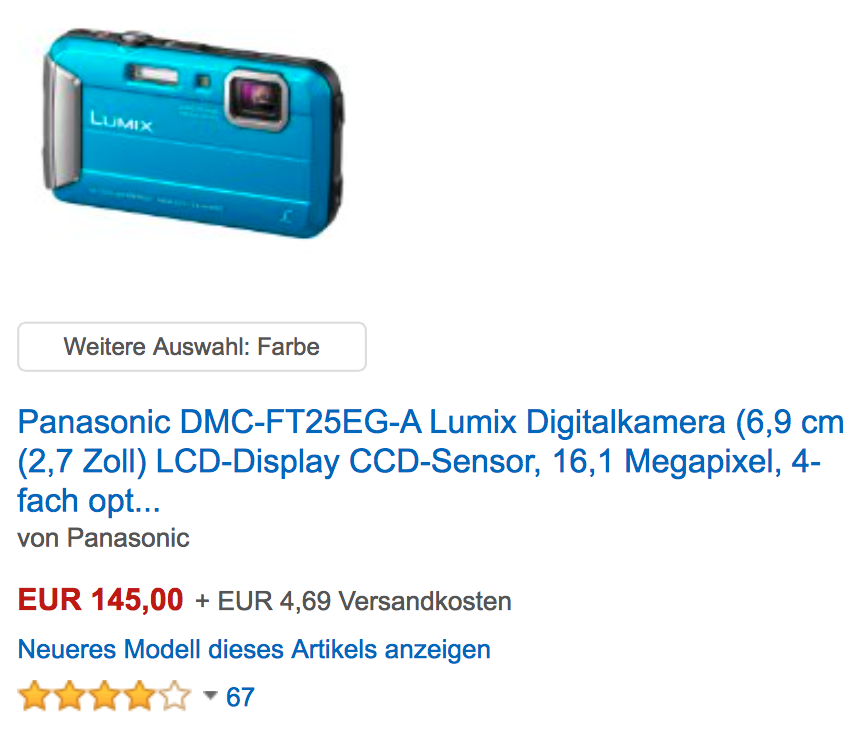 LUMIX
Weitere Auswahl: Farbe
Panasonic DMC-FT25EG-A Lumix Digitalkamera (6,9 cm
(2,7 Zoll) LCD-Display CCD-Sensor, 16,1 Megapixel, 4-
fach opt...
von Panasonic
EUR 145,00 + EUR 4,69 Versandkosten
Neueres Modell dieses Artikels anzeigen
67